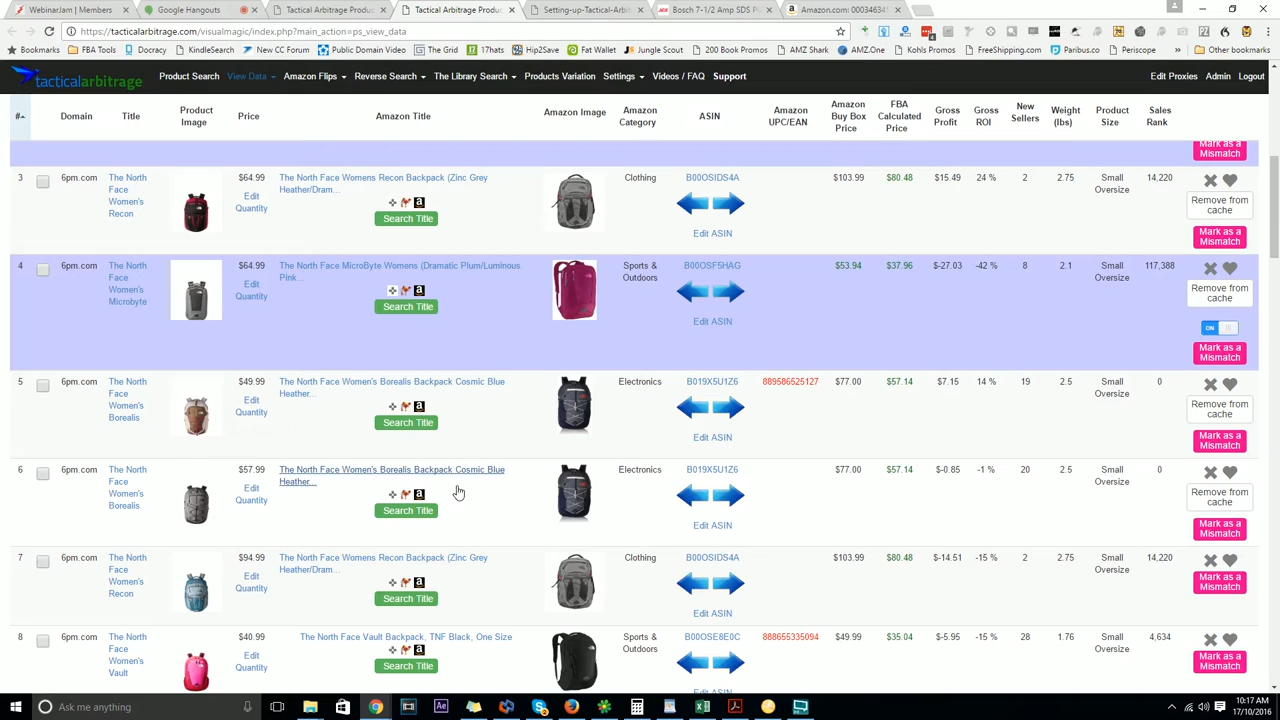 WebinarJam | Members
Google Hangouts
Tactical Arbitrage Produc
Tactical Arbitrage Produc
Setting-up-Tactical-Arbit
Bosch 7-1/2 Amp SDS PL
Amazon.com: 000346345
https://tacticalarbitrage.com/visualmagic/index.php?main_action=ps_view_data
Bookmarks
FBA Tools
Docracy
KindleSearch
New CC Forum
Public Domain Video
The Grid
17hats
Hip2Save
Fat Wallet
Jungle Scout
200 Book Promos
AMZ Shark
AMZ.One
Kohls Promos
FreeShipping.com
Paribus.co
Periscope
»
Other bookmarks
tacticalarbitrage
Product Search
View Data
Amazon Flips
Reverse Search
The Library Search
Products Variation
Settings
Videos / FAQ
Support
Edit Proxies
Admin
Logout
#
Domain
Title
Product Image
Price
Amazon Title
Amazon Image
Amazon Category
ASIN
Amazon UPC/EAN
Amazon Buy Box Price
FBA Calculated Price
Gross Profit
Gross ROI
New Sellers
Weight (lbs)
Product Size
Sales Rank
Mark as a Mismatch
3
6pm.com
The North Face Women's Recon
$64.99
Edit Quantity
The North Face Womens Recon Backpack (Zinc Grey Heather/Dram...
Search Title
Clothing
B00OSIDS4A
Edit ASIN
$103.99
$80.48
$15.49
24 %
2
2.75
Small Oversize
14,220
Remove from cache
Mark as a Mismatch
4
6pm.com
The North Face Women's Microbyte
$64.99
Edit Quantity
The North Face MicroByte Womens (Dramatic Plum/Luminous Pink...
Search Title
Sports & Outdoors
B00OSF5HAG
Edit ASIN
$53.94
$37.96
$-27.03
-42 %
8
2.1
Small Oversize
117,388
Remove from cache
ON
Mark as a Mismatch
5
6pm.com
The North Face Women's Borealis
$49.99
Edit Quantity
The North Face Women's Borealis Backpack Cosmic Blue Heather...
Search Title
Electronics
B019X5U1Z6
Edit ASIN
889586525127
$77.00
$57.14
$7.15
14 %
19
2.5
Small Oversize
0
Remove from cache
Mark as a Mismatch
6
6pm.com
The North Face Women's Borealis
$57.99
Edit Quantity
The North Face Women's Borealis Backpack Cosmic Blue Heather...
Search Title
Electronics
B019X5U1Z6
Edit ASIN
$77.00
$57.14
$-0.85
-1 %
20
2.5
Small Oversize
0
Remove from cache
Mark as a Mismatch
7
6pm.com
The North Face Women's Recon
$94.99
Edit Quantity
The North Face Womens Recon Backpack (Zinc Grey Heather/Dram...
Search Title
Clothing
B00OSIDS4A
Edit ASIN
$103.99
$80.48
$-14.51
-15 %
2
2.75
Small Oversize
14,220
Mark as a Mismatch
8
6pm.com
The North Face Women's Vault
$40.99
Edit Quantity
The North Face Vault Backpack, TNF Black, One Size
Search Title
Sports & Outdoors
B00OSE8E0C
Edit ASIN
888655335094
$49.99
$35.04
$-5.95
-15 %
28
1.76
Small Oversize
4,634
Mark as a Mismatch
Ask me anything
10:17 AM
17/10/2016